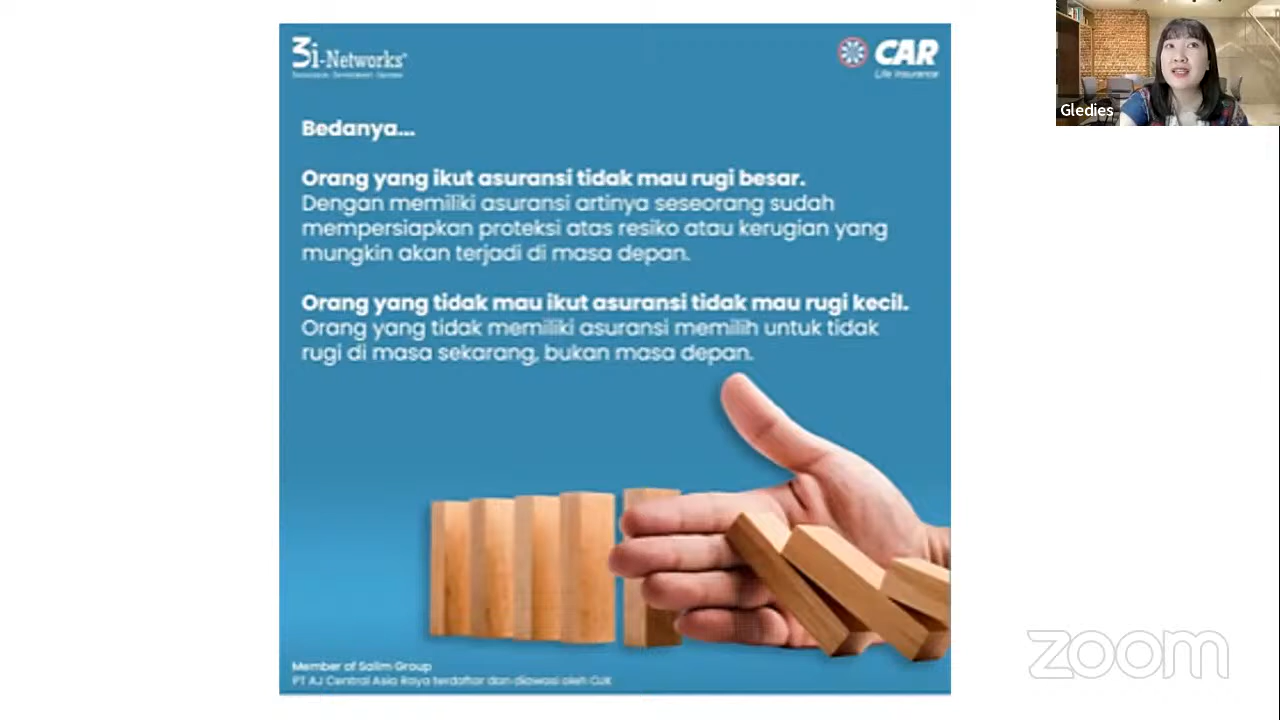 3i-Networks
CAR
Life Insurance
Gledies
Bedanya...
Orang yang ikut asuransi tidak mau rugi besar.
Dengan memiliki asuransi artinya seseorang sudah
mempersiapkan proteksi atas resiko atau kerugian yang
mungkin akan terjadi di masa depan.
Orang yang tidak mau ikut asuransi tidak mau rugi kecil.
Orang yang tidak memiliki asuransi memilih untuk tidak
rugi di masa sekarang, bukan masa depan.
Member of Salim Group
PT AJ Central Asia Raya terdaftar dan diawasi oleh OJK
zoom